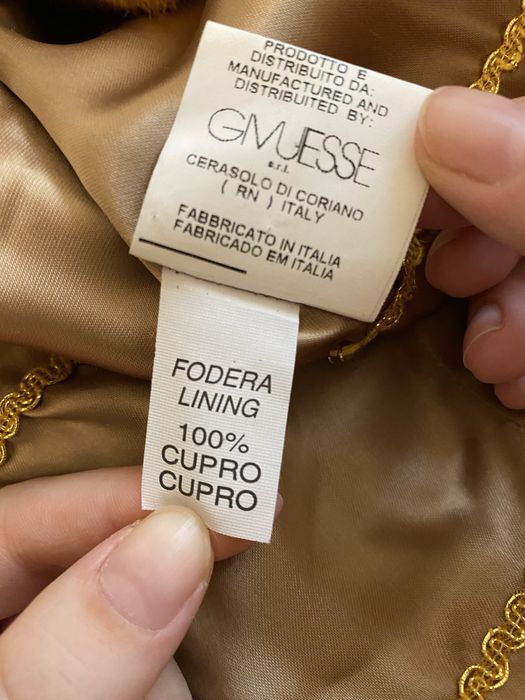 PRODOTTO E
DISTRIBUITO DA:
MANUFACTURED AND
DISTRIBUTED BY:
GIVUESSE
s.r.l.
CERASOLO DI CORIANO
( RN ) ITALY
FABBRICATO IN ITALIA
FABRICADO EM ITALIA
FODERA
LINING
100%
CUPRO
CUPRO